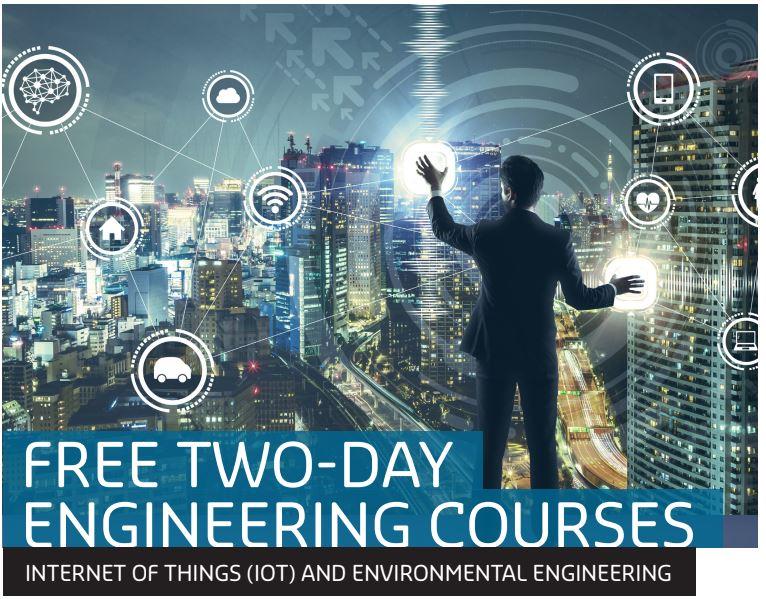 FREE TWO-DAY
ENGINEERING COURSES
INTERNET OF THINGS (IOT) AND ENVIRONMENTAL ENGINEERING